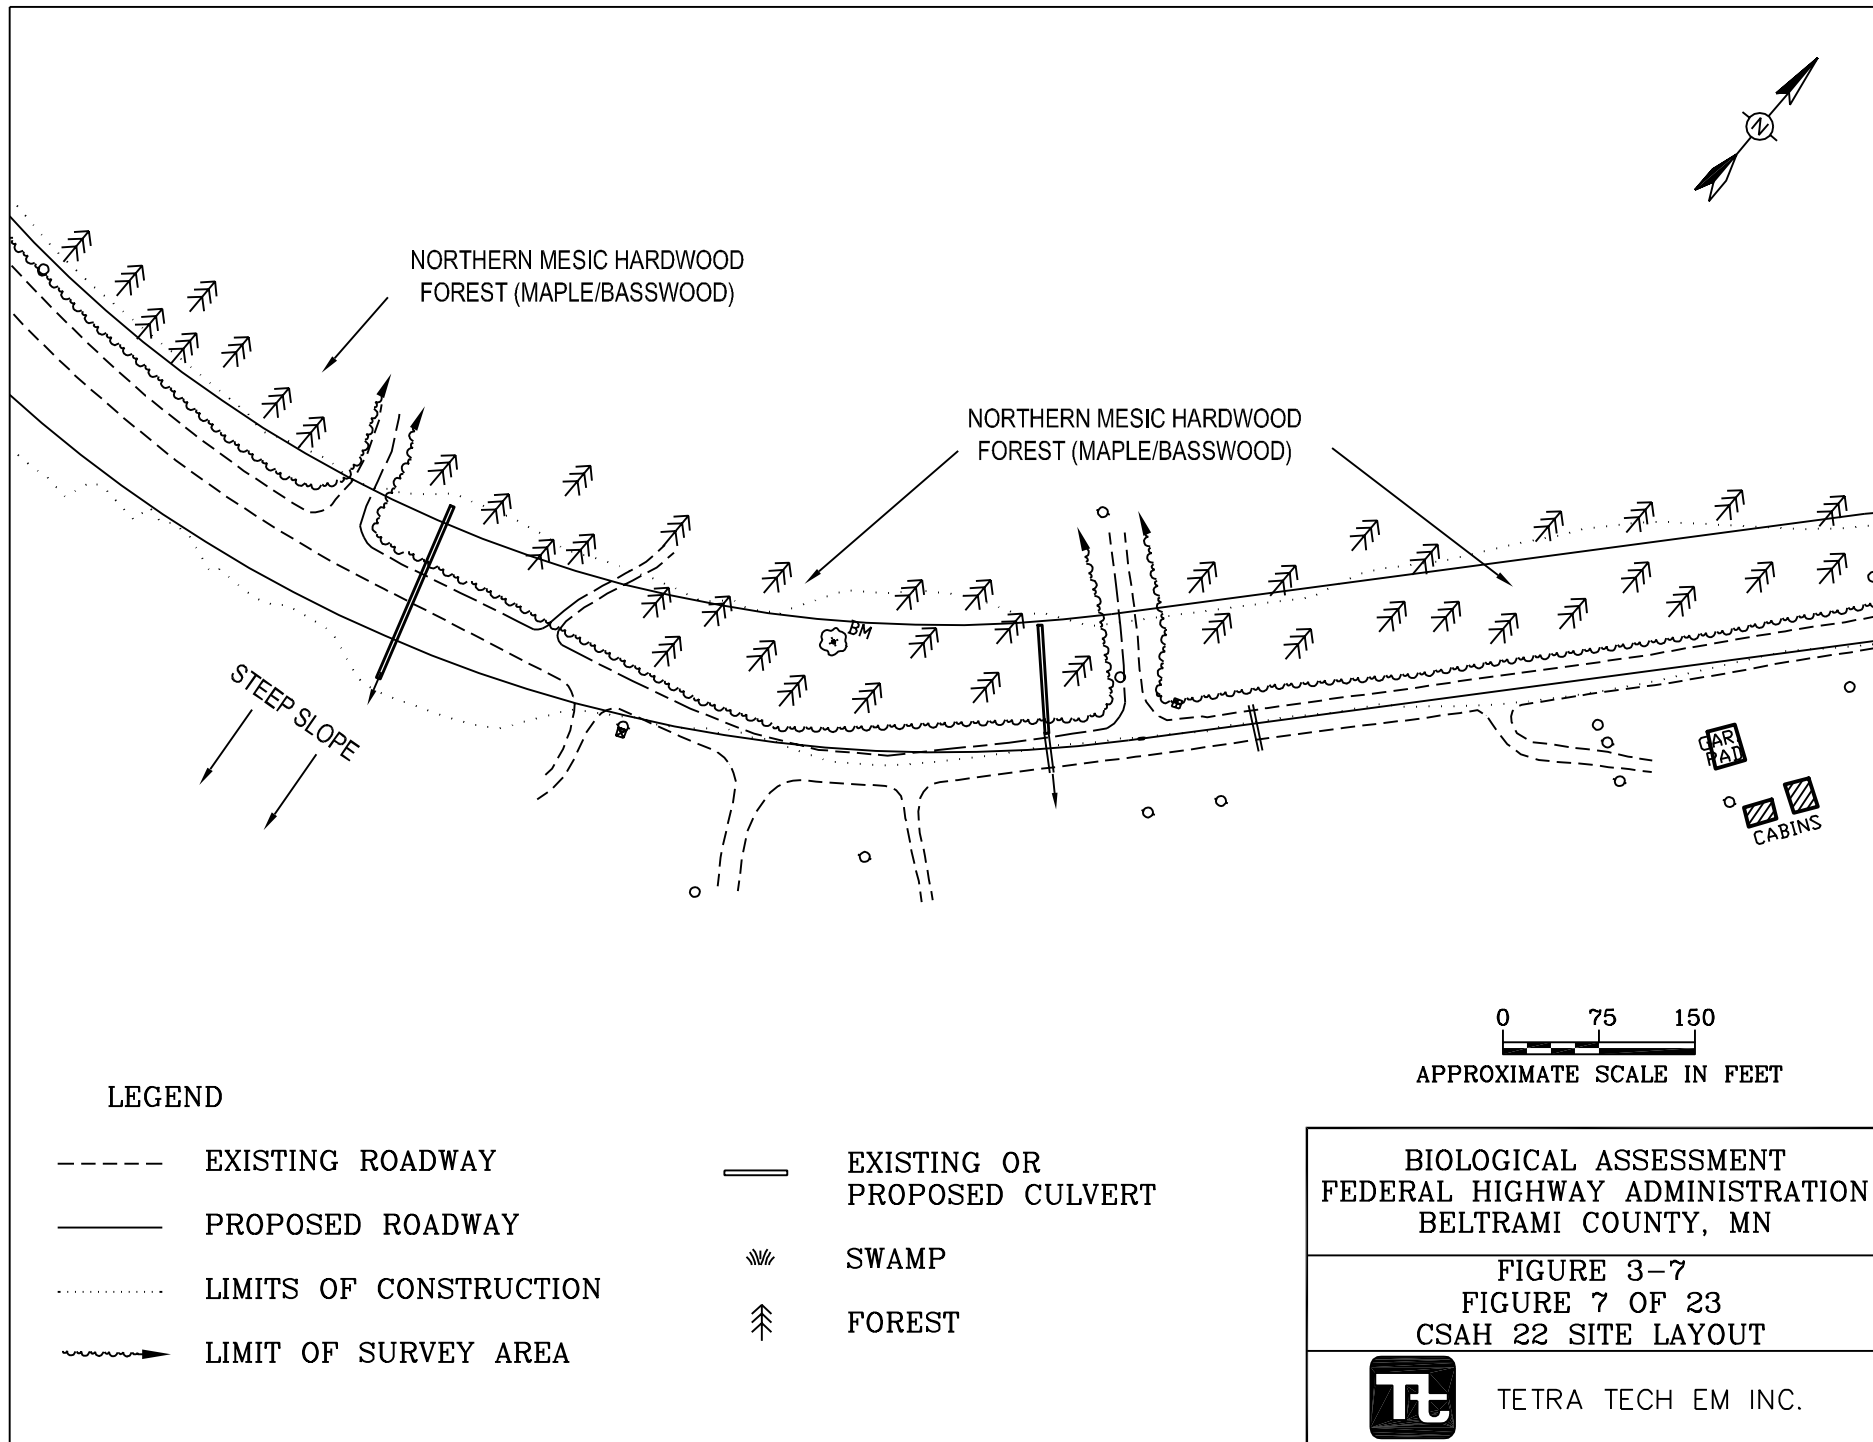 N
NORTHERN MESIC HARDWOOD
FOREST (MAPLE/BASSWOOD)
NORTHERN MESIC HARDWOOD
FOREST (MAPLE/BASSWOOD)
BM
STEEP SLOPE
GAR.
PAD
CABINS
0 75 150
APPROXIMATE SCALE IN FEET
LEGEND
EXISTING ROADWAY
PROPOSED ROADWAY
LIMITS OF CONSTRUCTION
LIMIT OF SURVEY AREA
EXISTING OR
PROPOSED CULVERT
SWAMP
FOREST
BIOLOGICAL ASSESSMENT
FEDERAL HIGHWAY ADMINISTRATION
BELTRAMI COUNTY, MN
FIGURE 3-7
FIGURE 7 OF 23
CSAH 22 SITE LAYOUT
Tt
TETRA TECH EM INC.